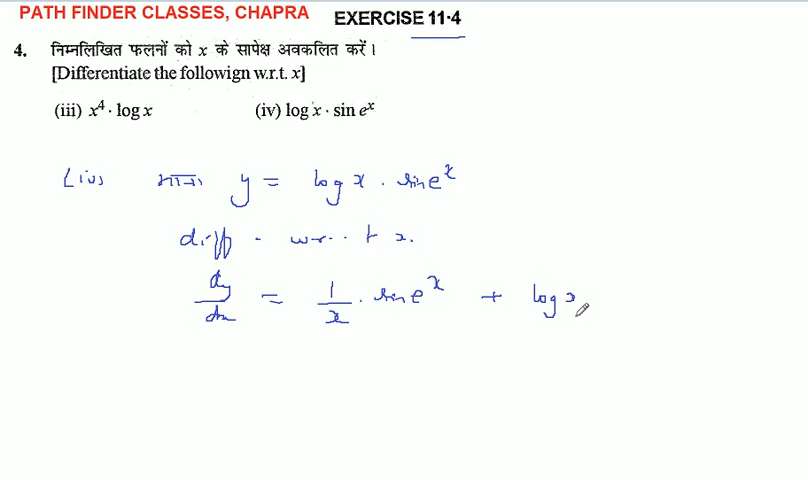 PATH FINDER CLASSES, CHAPRA EXERCISE 11·4
4. निम्नलिखित फलनों को x के सापेक्ष अवकलित करें।
[Differentiate the followign w.r.t. x]
(iii) x⁴ · log x (iv) log x · sin eˣ
माना y = log x . sin eˣ
diff . w.r.. t x.
dy/dx = 1/x . sin eˣ + log x